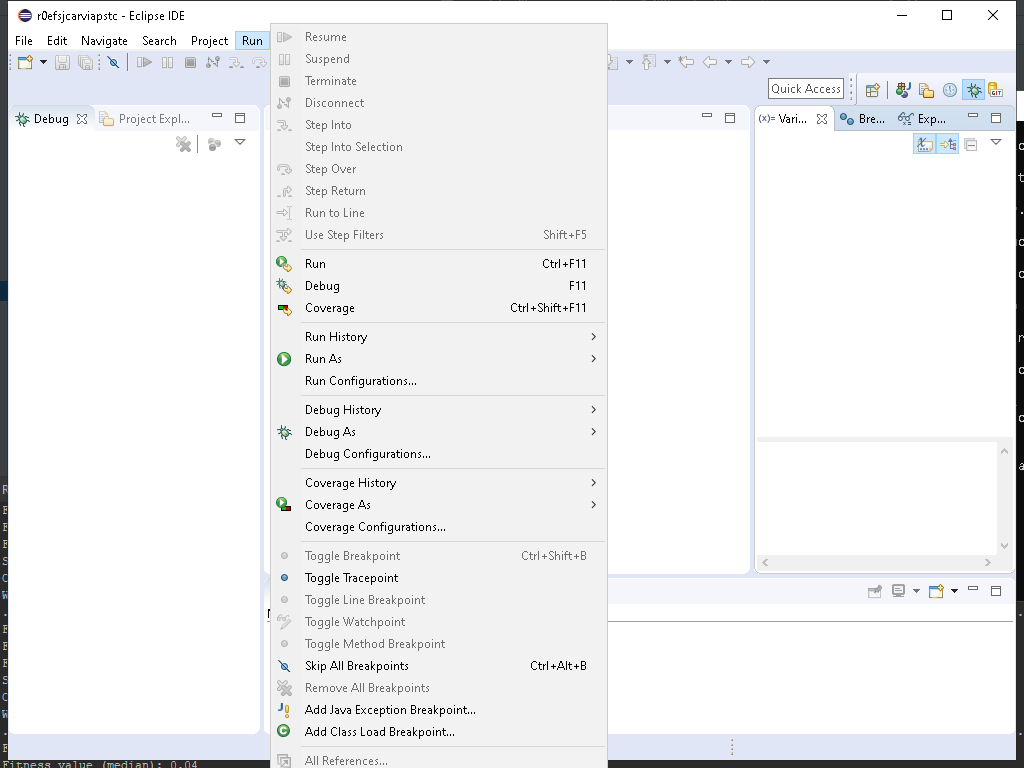 r0efsjcarviapstc - Eclipse IDE
File Edit Navigate Search Project Run
Quick Access
Debug Project Expl... (x)= Vari... Bre... Exp...
Resume
Suspend
Terminate
Disconnect
Step Into
Step Into Selection
Step Over
Step Return
Run to Line
Use Step Filters Shift+F5
Run Ctrl+F11
Debug F11
Coverage Ctrl+Shift+F11
Run History
Run As
Run Configurations...
Debug History
Debug As
Debug Configurations...
Coverage History
Coverage As
Coverage Configurations...
Toggle Breakpoint Ctrl+Shift+B
Toggle Tracepoint
Toggle Line Breakpoint
Toggle Watchpoint
Toggle Method Breakpoint
Skip All Breakpoints Ctrl+Alt+B
Remove All Breakpoints
Add Java Exception Breakpoint...
Add Class Load Breakpoint...
All References...
Fitness value (median): 0.04